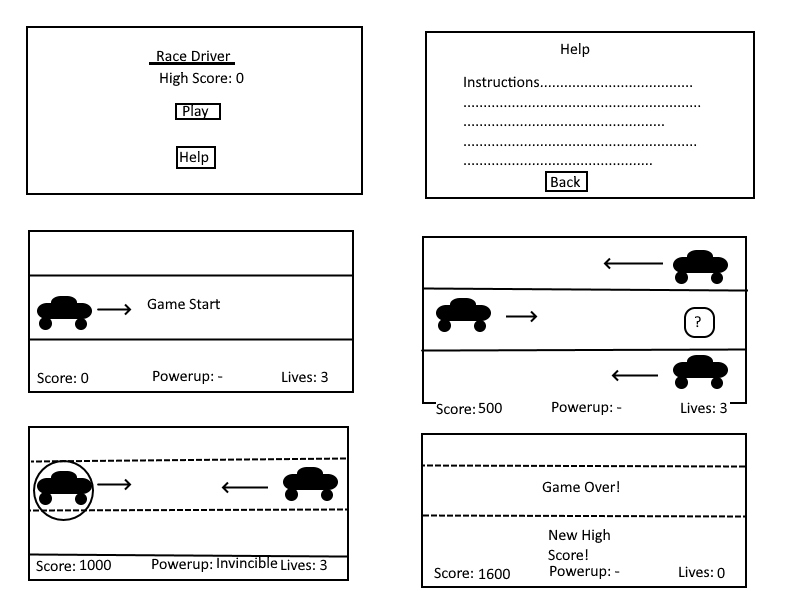 Race Driver
High Score: 0
Play
Help
Help
Instructions......................................
............................................................
...................................................
...........................................................
................................................
Back
Game Start
Score: 0 Powerup: - Lives: 3
?
Score: 500 Powerup: - Lives: 3
Score: 1000 Powerup: Invincible Lives: 3
Game Over!
New High
Score!
Score: 1600 Powerup: - Lives: 0